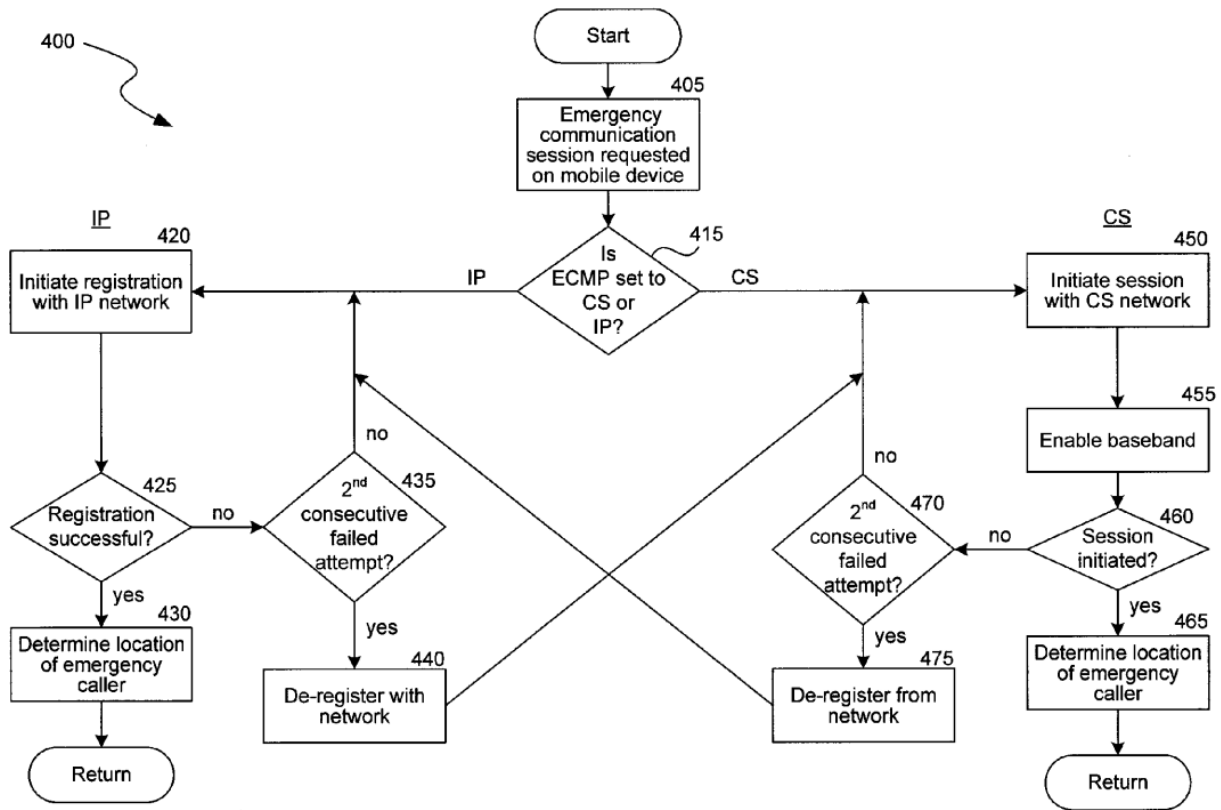 400
Start
405
Emergency
communication
session requested
on mobile device
IP
420
Initiate registration
with IP network
IP
415
Is
ECMP set to
CS or
IP?
CS
CS
450
Initiate session
with CS network
455
Enable baseband
425
Registration
successful?
no
yes
430
Determine location
of emergency
caller
Return
no
435
2nd
consecutive
failed
attempt?
yes
440
De-register with
network
no
470
2nd
consecutive
failed
attempt?
yes
475
De-register from
network
460
Session
initiated?
no
yes
465
Determine location
of emergency
caller
Return